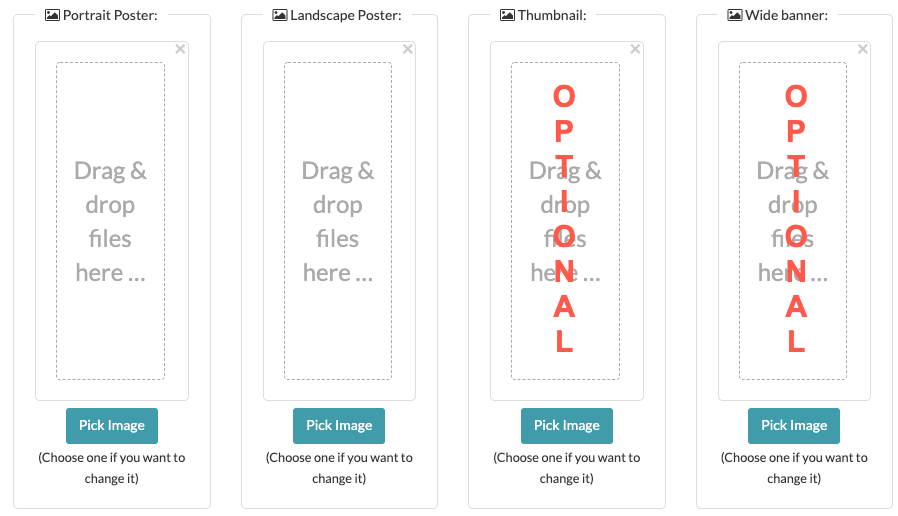 Portrait Poster:
Drag &
drop
files
here ...
Pick Image
(Choose one if you want to
change it)
Landscape Poster:
Drag &
drop
files
here ...
Pick Image
(Choose one if you want to
change it)
Thumbnail:
Drag &
drop
files
here ...
O
P
T
I
O
N
A
L
Pick Image
(Choose one if you want to
change it)
Wide banner:
Drag &
drop
files
here ...
O
P
T
I
O
N
A
L
Pick Image
(Choose one if you want to
change it)